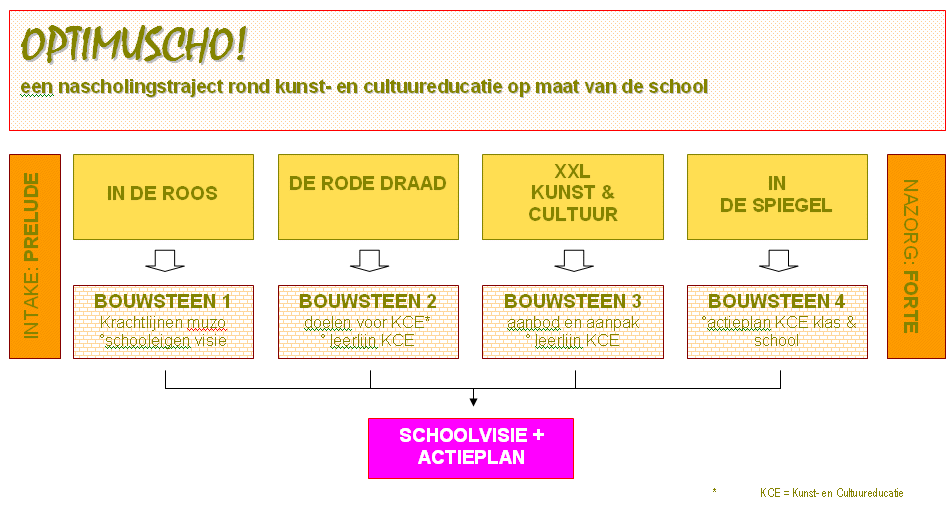 OPTIMUSCHO!
een nascholingstraject rond kunst- en cultuureducatie op maat van de school
INTAKE: PRELUDE
IN DE ROOS
DE RODE DRAAD
XXL
KUNST &
CULTUUR
IN
DE SPIEGEL
NAZORG: FORTE
BOUWSTEEN 1
Krachtlijnen muzo
°schooleigen visie
BOUWSTEEN 2
doelen voor KCE*
° leerlijn KCE
BOUWSTEEN 3
aanbod en aanpak
° leerlijn KCE
BOUWSTEEN 4
°actieplan KCE klas &
school
SCHOOLVISIE +
ACTIEPLAN
* KCE = Kunst- en Cultuureducatie